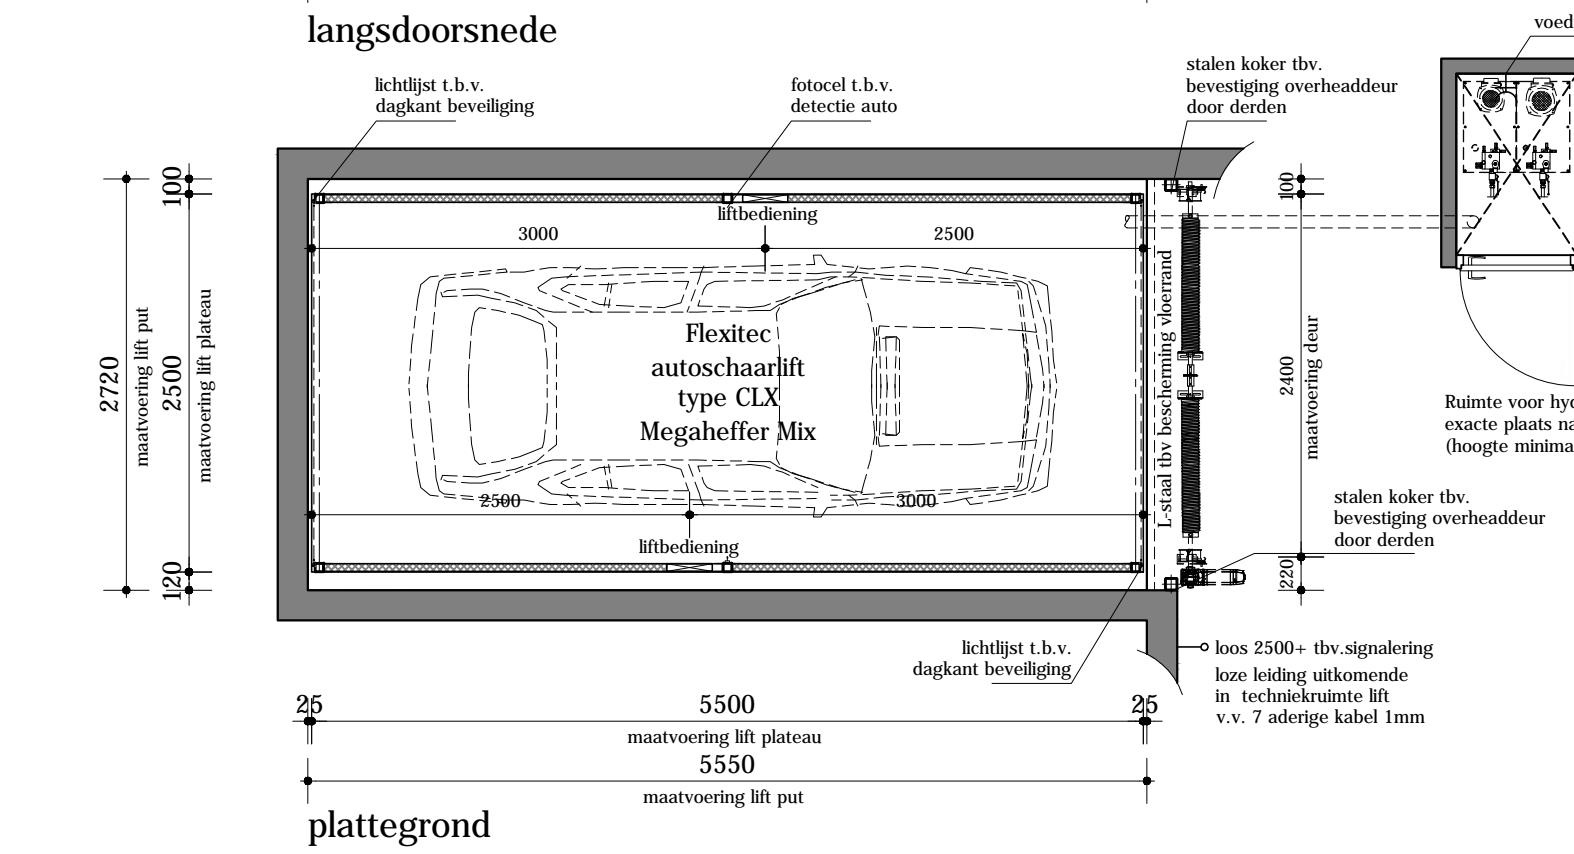 langsdoorsnede
voed
lichtlijst t.b.v.
dagkant beveiliging
fotocel t.b.v.
detectie auto
stalen koker tbv.
bevestiging overheaddeur
door derden
100
100
liftbediening
3000
2500
2720
maatvoering lift put
2500
maatvoering lift plateau
Flexitec
autoschaarlift
type CLX
Megaheffer Mix
L-staal tbv bescherming vloerrand
2400
maatvoering deur
Ruimte voor hyd
exacte plaats na
(hoogte minima
2500
3000
stalen koker tbv.
bevestiging overheaddeur
door derden
liftbediening
120
220
lichtlijst t.b.v.
dagkant beveiliging
loos 2500+ tbv.signalering
loze leiding uitkomende
in techniekruimte lift
v.v. 7 aderige kabel 1mm
25
5500
25
maatvoering lift plateau
5550
maatvoering lift put
plattegrond